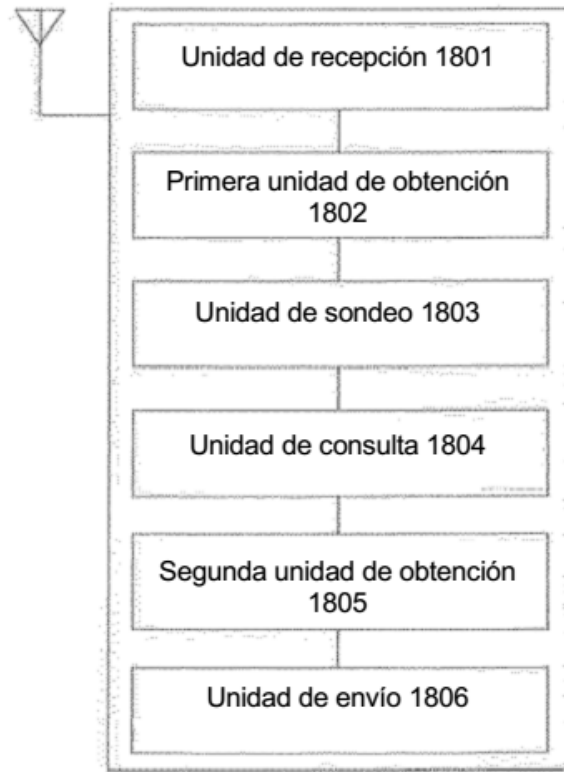 Unidad de recepción 1801
Primera unidad de obtención
1802
Unidad de sondeo 1803
Unidad de consulta 1804
Segunda unidad de obtención
1805
Unidad de envío 1806